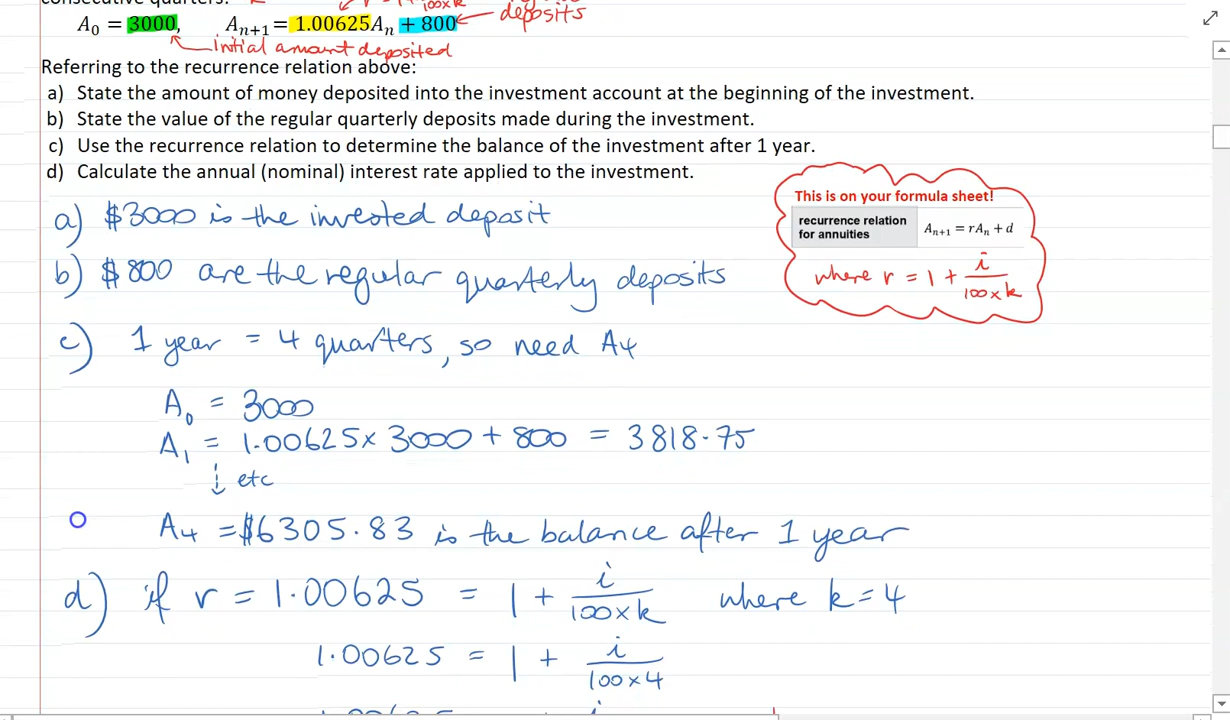 consecutive quarters.
100×k
deposits
A₀ = 3000, Aₙ₊₁ = 1.00625Aₙ + 800
intial amount deposited
Referring to the recurrence relation above:
a) State the amount of money deposited into the investment account at the beginning of the investment.
b) State the value of the regular quarterly deposits made during the investment.
c) Use the recurrence relation to determine the balance of the investment after 1 year.
d) Calculate the annual (nominal) interest rate applied to the investment.
This is on your formula sheet!
recurrence relation
for annuities
Aₙ₊₁ = rAₙ + d
where r = 1 + i/(100×k)
a) $3000 is the invested deposit
b) $800 are the regular quarterly deposits
c) 1 year = 4 quarters, so need A₄
A₀ = 3000
A₁ = 1.00625 × 3000 + 800 = 3818.75
↓ etc
A₄ = $6305.83 is the balance after 1 year
d) if r = 1.00625 = 1 + i/(100×k) where k = 4
1.00625 = 1 + i/(100×4)